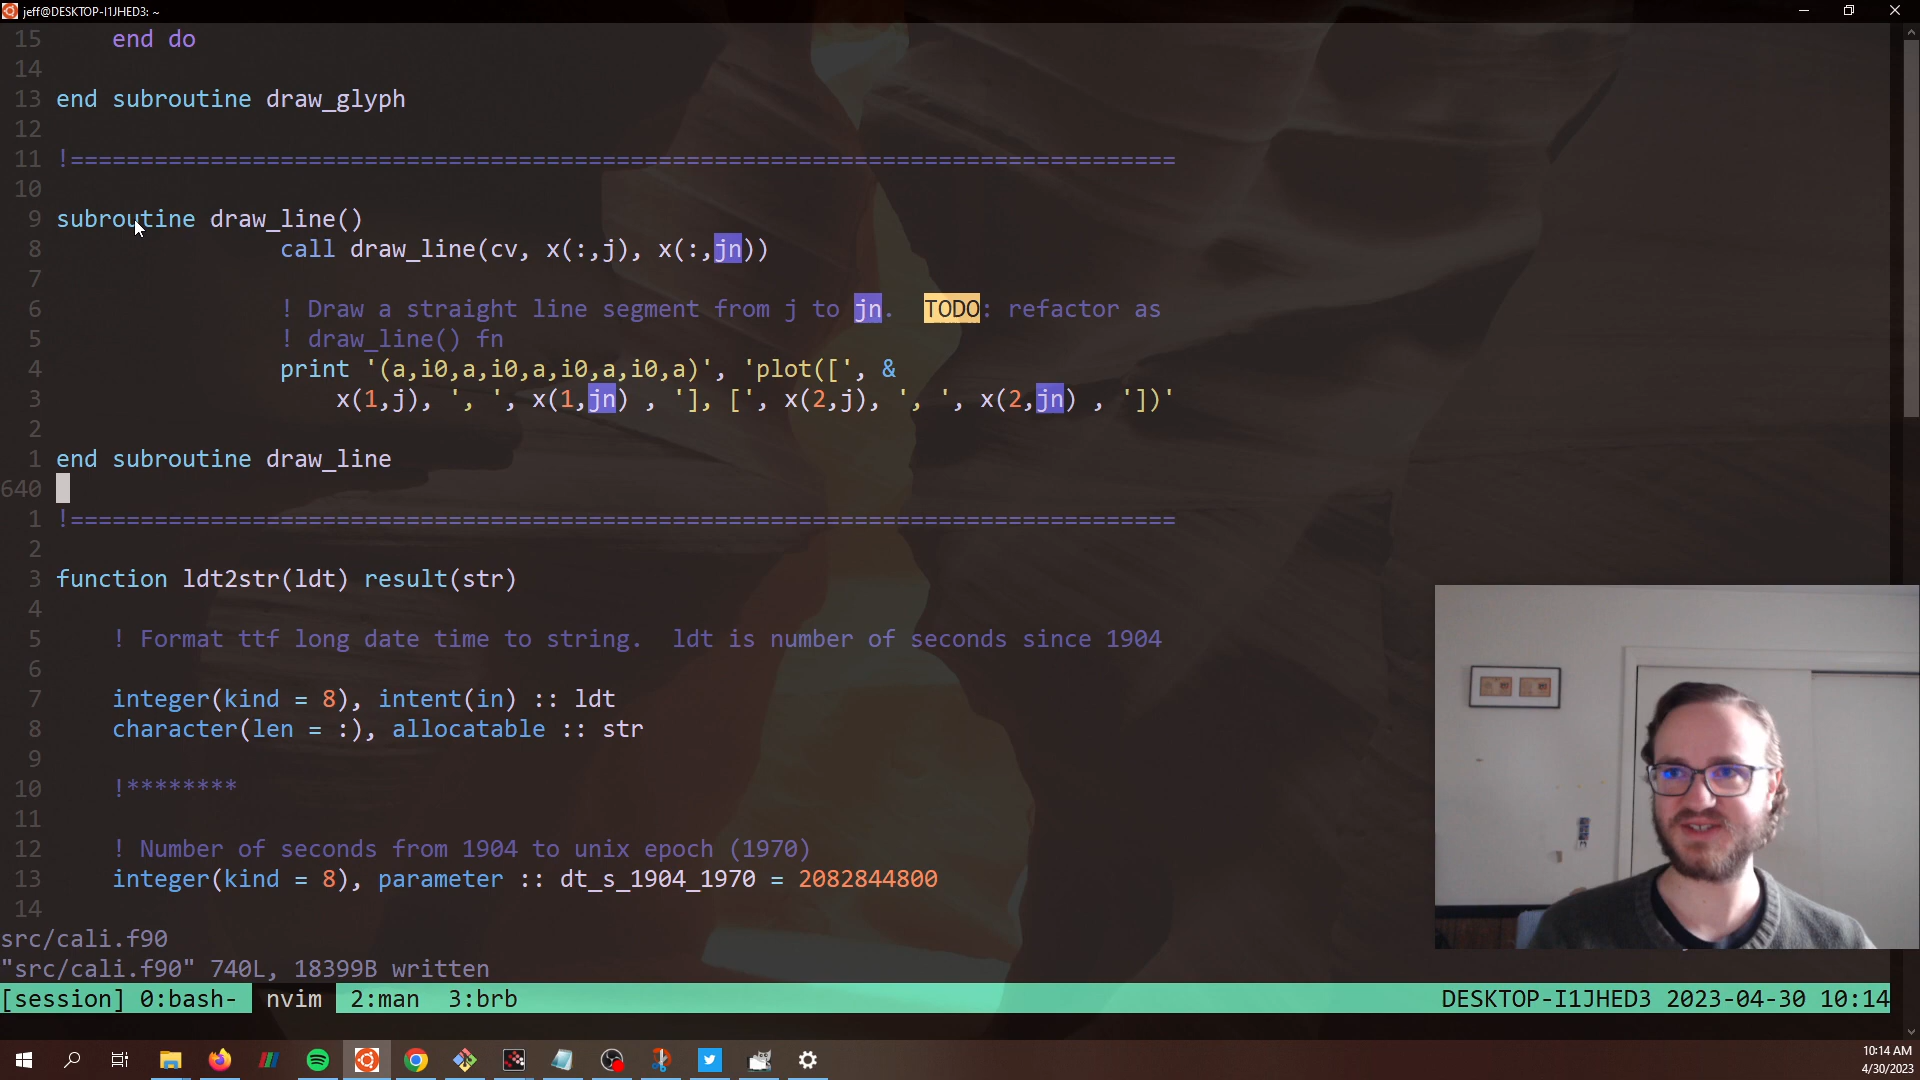 jeff@DESKTOP-I1JHED3: ~
15     end do
14
13 end subroutine draw_glyph
12
11 !===============================================================================
10
9 subroutine draw_line()
8                 call draw_line(cv, x(:,j), x(:,jn))
7
6                 ! Draw a straight line segment from j to jn.  TODO: refactor as
5                 ! draw_line() fn
4                 print '(a,i0,a,i0,a,i0,a,i0,a)', 'plot([', &
3                     x(1,j), ', ', x(1,jn) , '], [', x(2,j), ', ', x(2,jn) , '])'
2
1 end subroutine draw_line
640
1 !===============================================================================
2
3 function ldt2str(ldt) result(str)
4
5     ! Format ttf long date time to string.  ldt is number of seconds since 1904
6
7     integer(kind = 8), intent(in) :: ldt
8     character(len = :), allocatable :: str
9
10     !********
11
12     ! Number of seconds from 1904 to unix epoch (1970)
13     integer(kind = 8), parameter :: dt_s_1904_1970 = 2082844800
14
src/cali.f90
"src/cali.f90" 740L, 18399B written
[session] 0:bash- nvim 2:man 3:brb DESKTOP-I1JHED3 2023-04-30 10:14
10:14 AM
4/30/2023